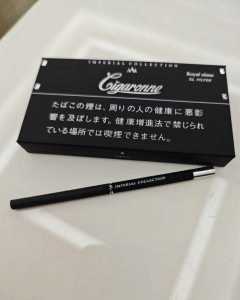 IMPERIAL COLLECTION
Cigaronne
Royal slims
XL-FILTER
たばこの煙は、周りの人の健康に悪影
響を及ぼします。健康増進法で禁じられ
ている場所では喫煙できません。
IMPERIAL COLLECTION